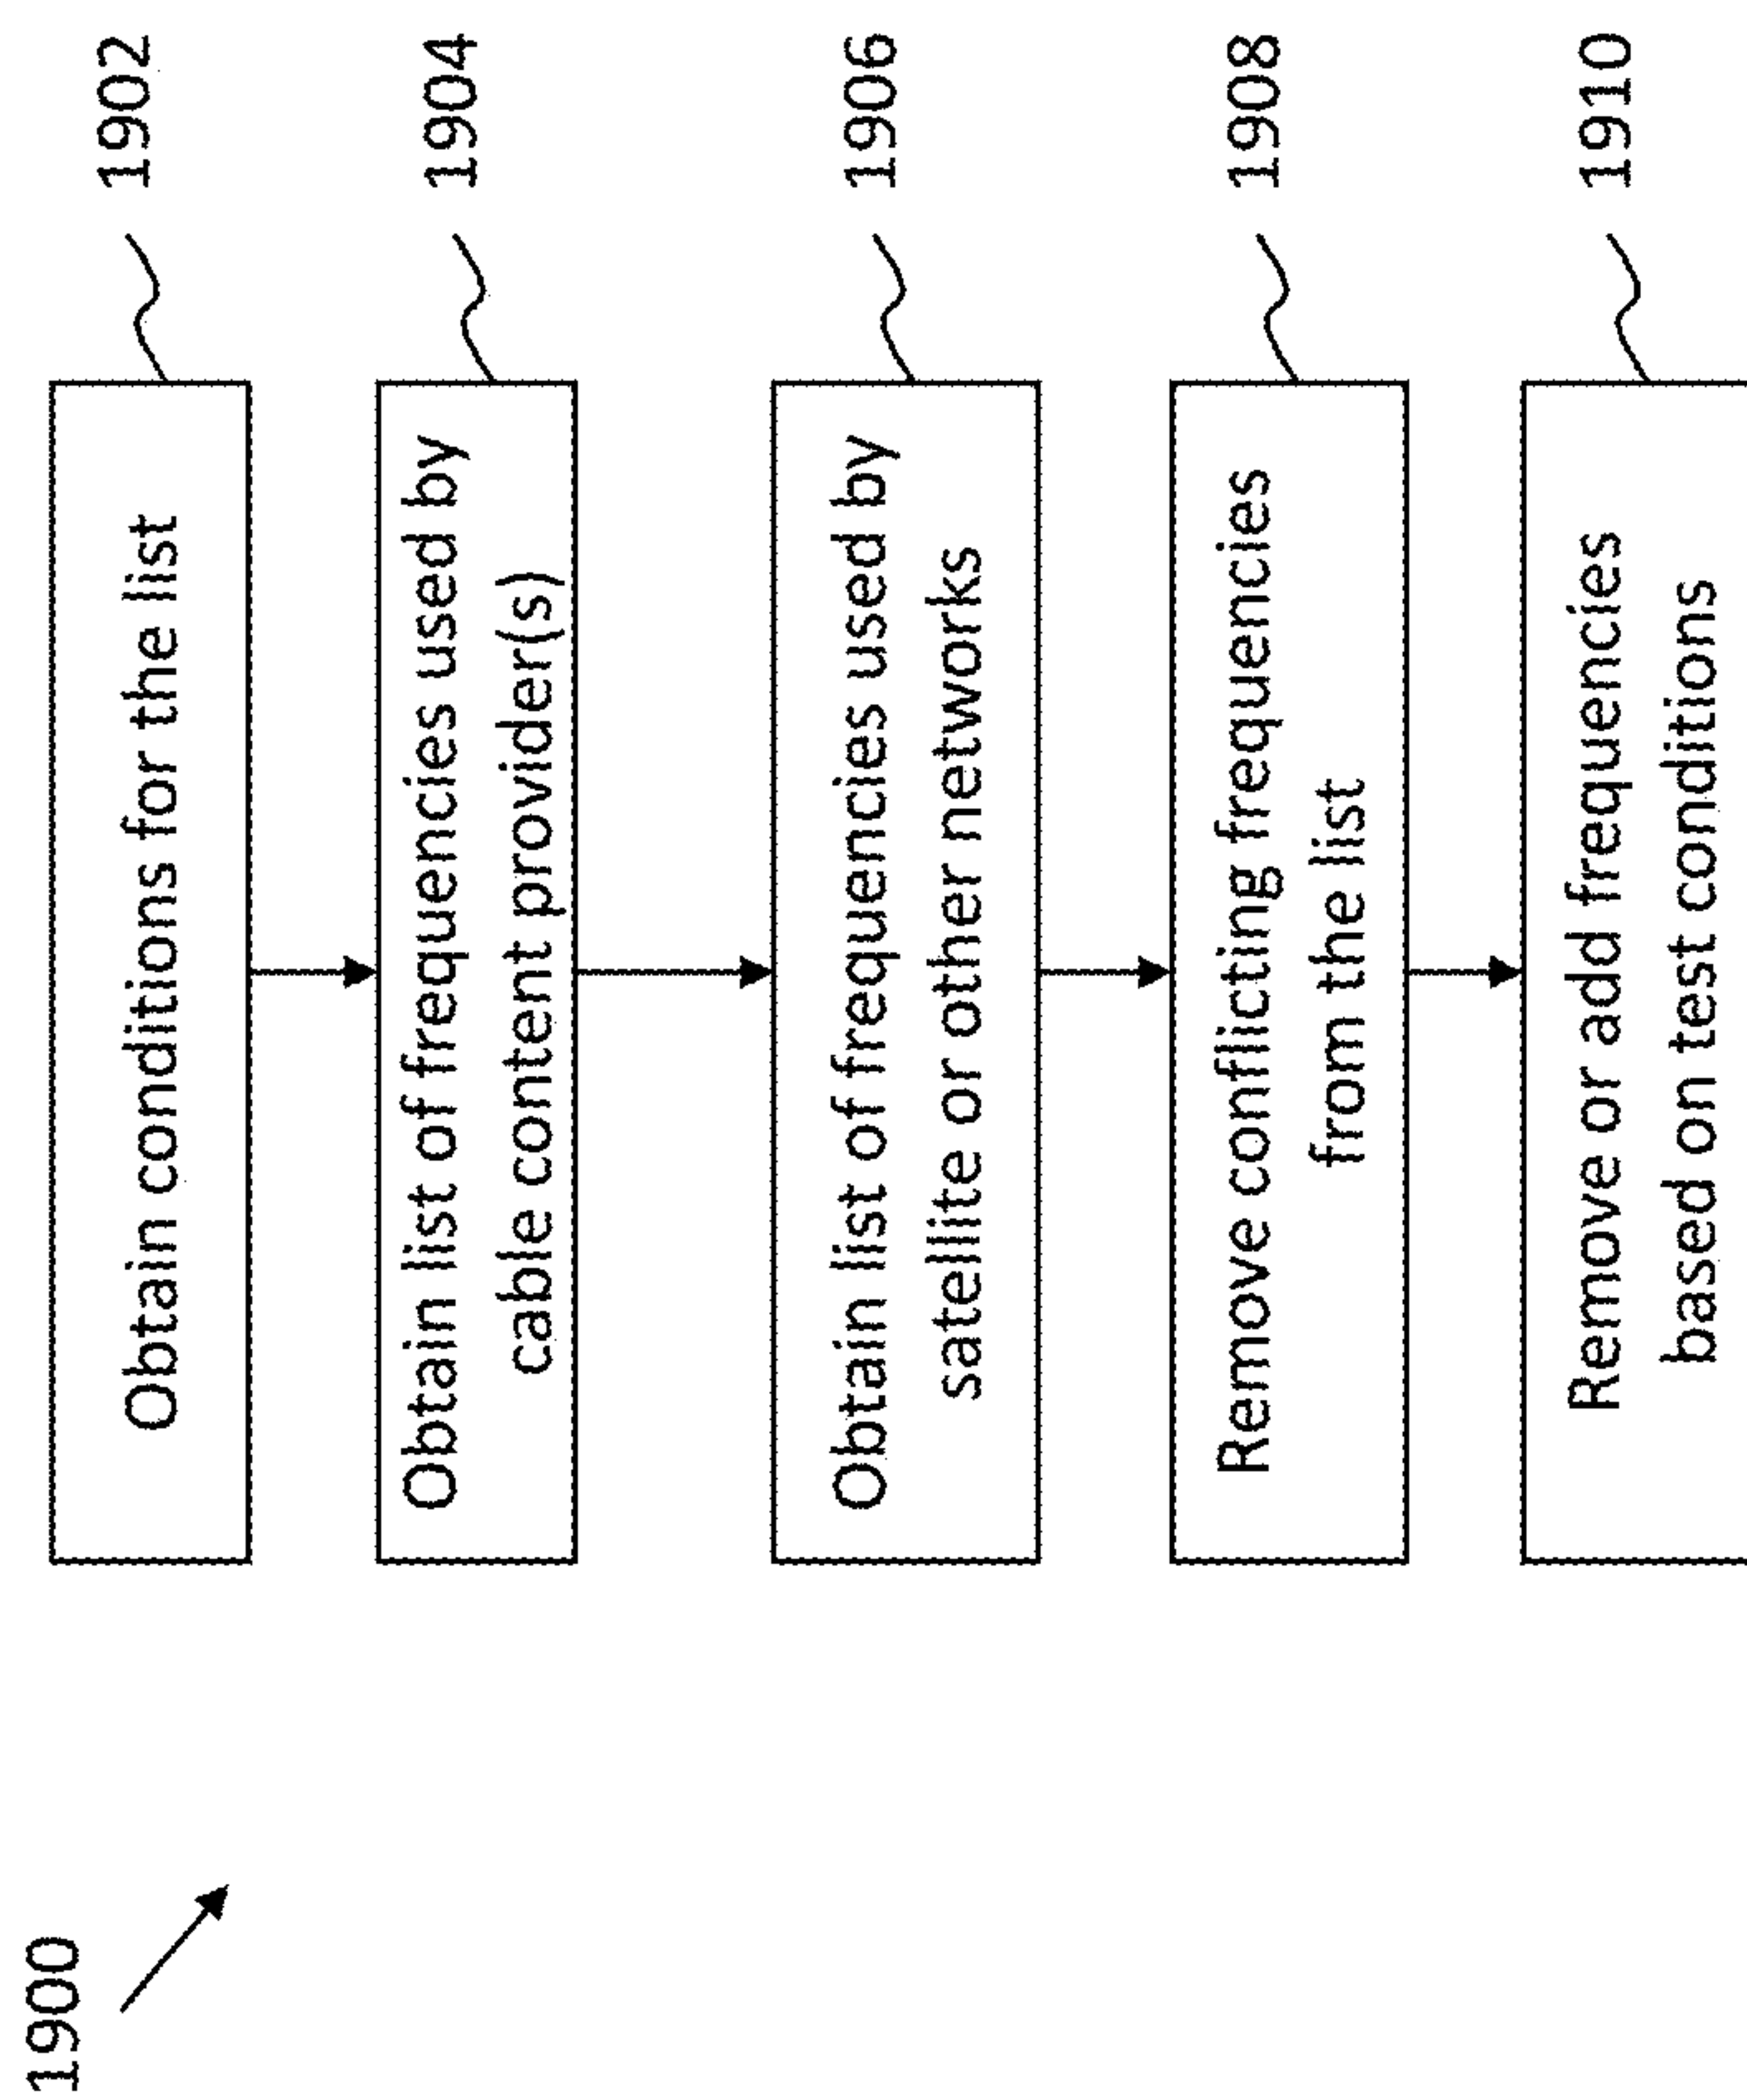 1900
Obtain conditions for the list
1902
Obtain list of frequencies used by
cable content provider(s)
1904
Obtain list of frequencies used by
satellite or other networks
1906
Remove conflicting frequencies
from the list
1908
Remove or add frequencies
based on test conditions
1910